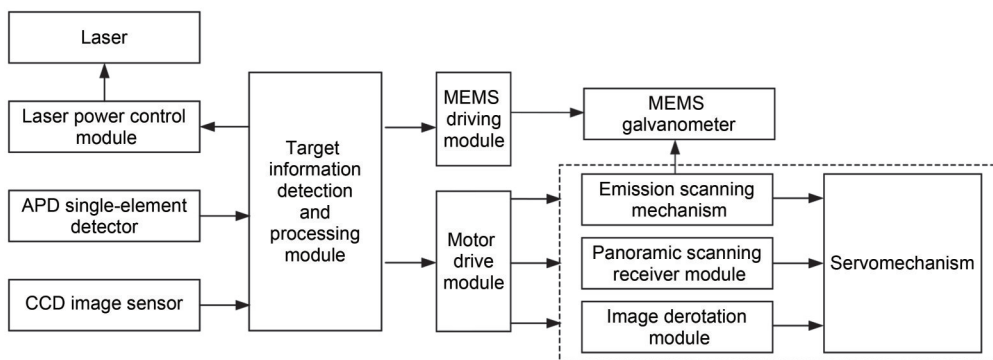 Laser
Laser power control
module
APD single-element
detector
CCD image sensor
Target
information
detection
and
processing
module
MEMS
driving
module
Motor
drive
module
MEMS
galvanometer
Emission scanning
mechanism
Panoramic scanning
receiver module
Image derotation
module
Servomechanism